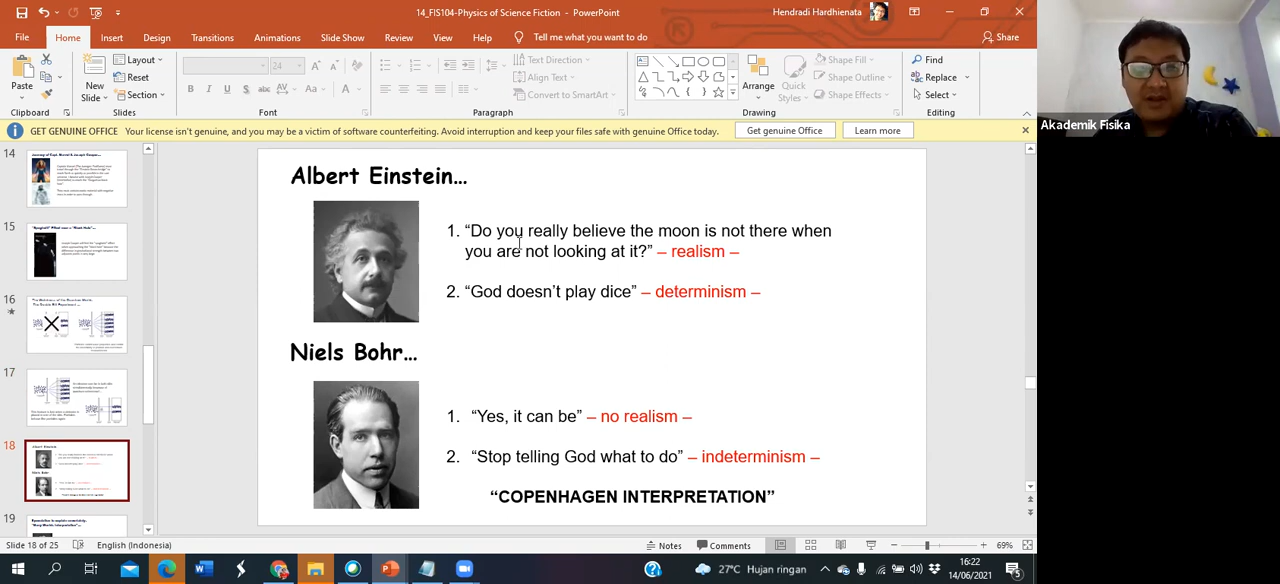 14_FIS104-Physics of Science Fiction - PowerPoint
Hendradi Hardhienata
File Home Insert Design Transitions Animations Slide Show Review View Help Tell me what you want to do Share
Paste
Clipboard
New
Slide
Layout
Reset
Section
Slides
24
B I U S abc AV Aa A
Font
Text Direction
Align Text
Convert to SmartArt
Paragraph
Arrange
Quick
Styles
Shape Fill
Shape Outline
Shape Effects
Drawing
Find
Replace
Select
Editing
GET GENUINE OFFICE Your license isn't genuine, and you may be a victim of software counterfeiting. Avoid interruption and keep your files safe with genuine Office today. Get genuine Office Learn more
Akademik Fisika
14
15
16
17
18
19
Albert Einstein...
1. “Do you really believe the moon is not there when
you are not looking at it?” – realism –
2. “God doesn’t play dice” – determinism –
Niels Bohr...
1. “Yes, it can be” – no realism –
2. “Stop telling God what to do” – indeterminism –
“COPENHAGEN INTERPRETATION”
Slide 18 of 25 English (Indonesia) Notes Comments 69%
27°C Hujan ringan
16:22
14/06/2021
5